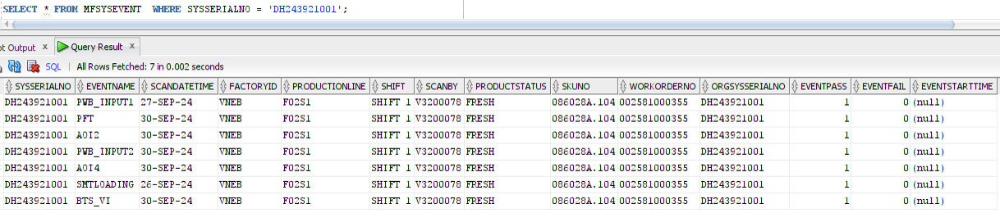 SELECT * FROM MFSYSEVENT WHERE SYSSERIALNO = 'DH243921001';
ot Output x Query Result x
SQL | All Rows Fetched: 7 in 0.002 seconds
SYSSERIALNO EVENTNAME SCANDATETIME FACTORYID PRODUCTIONLINE SHIFT SCANBY PRODUCTSTATUS SKUNO WORKORDERNO ORGSYSSERIALNO EVENTPASS EVENTFAIL EVENTSTARTTIME
DH243921001 PWB_INPUT1 27-SEP-24 VNEB F02S1 SHIFT 1 V3200078 FRESH 086028A.104 002581000355 DH243921001 1 0 (null)
DH243921001 PFT 30-SEP-24 VNEB F02S1 SHIFT 1 V3200078 FRESH 086028A.104 002581000355 DH243921001 1 0 (null)
DH243921001 AOI2 30-SEP-24 VNEB F02S1 SHIFT 1 V3200078 FRESH 086028A.104 002581000355 DH243921001 1 0 (null)
DH243921001 PWB_INPUT2 30-SEP-24 VNEB F02S1 SHIFT 1 V3200078 FRESH 086028A.104 002581000355 DH243921001 1 0 (null)
DH243921001 AOI4 30-SEP-24 VNEB F02S1 SHIFT 1 V3200078 FRESH 086028A.104 002581000355 DH243921001 1 0 (null)
DH243921001 SMTLOADING 26-SEP-24 VNEB F02S1 SHIFT 1 V3200078 FRESH 086028A.104 002581000355 DH243921001 1 0 (null)
DH243921001 BTS_VI 30-SEP-24 VNEB F02S1 SHIFT 1 V3200078 FRESH 086028A.104 002581000355 DH243921001 1 0 (null)